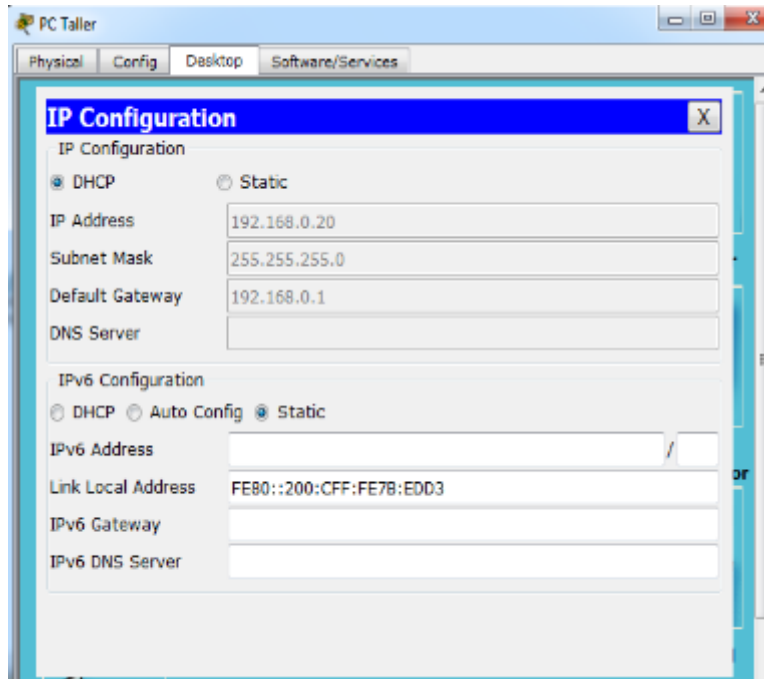 PC Taller
Physical Config Desktop Software/Services
IP Configuration X
IP Configuration
DHCP Static
IP Address 192.168.0.20
Subnet Mask 255.255.255.0
Default Gateway 192.168.0.1
DNS Server
IPv6 Configuration
DHCP Auto Config Static
IPv6 Address /
Link Local Address FE80::200:CFF:FE7B:EDD3
or
IPv6 Gateway
IPv6 DNS Server